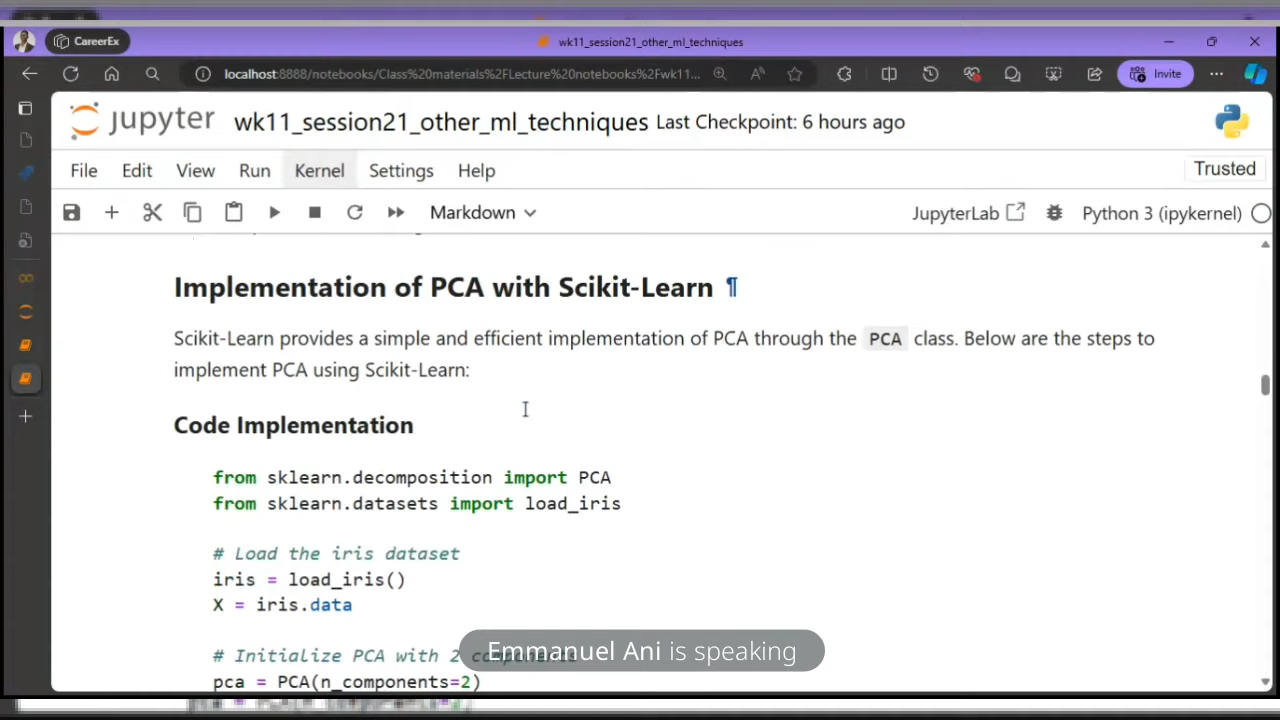 CareerEx
wk11_session21_other_ml_techniques
localhost:8888/notebooks/Class%20materials%2FLecture%20notebooks%2Fwk11...
Invite
jupyter wk11_session21_other_ml_techniques Last Checkpoint: 6 hours ago
File Edit View Run Kernel Settings Help
Trusted
Markdown
JupyterLab
Python 3 (ipykernel)
Implementation of PCA with Scikit-Learn ¶
Scikit-Learn provides a simple and efficient implementation of PCA through the PCA class. Below are the steps to
implement PCA using Scikit-Learn:
Code Implementation
from sklearn.decomposition import PCA
from sklearn.datasets import load_iris
# Load the iris dataset
iris = load_iris()
X = iris.data
# Initialize PCA with 2
pca = PCA(n_components=2)
Emmanuel Ani is speaking